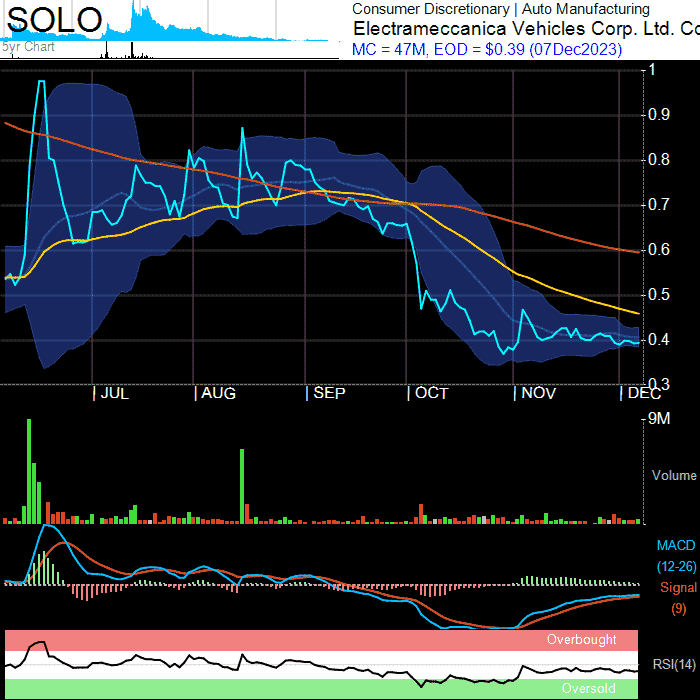 SOLO
5yr Chart
Consumer Discretionary | Auto Manufacturing
Electrameccanica Vehicles Corp. Ltd. Co
MC = 47M, EOD = $0.39 (07Dec2023)
1
0.9
0.8
0.7
0.6
0.5
0.4
0.3
JUL AUG SEP OCT NOV DEC
9M
Volume
MACD
(12-26)
Signal
(9)
Overbought
RSI(14)
Oversold